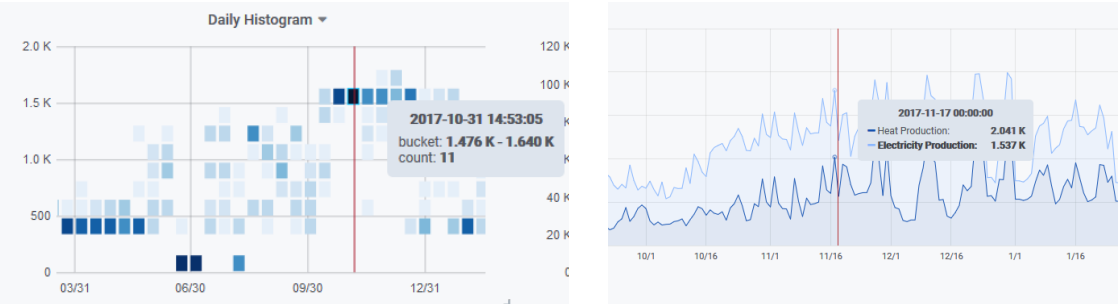 Daily Histogram
2.0 K
1.5 K
1.0 K
500
0
03/31
06/30
09/30
12/31
2017-10-31 14:53:05
bucket: 1.476 K - 1.640 K
count: 11
120 K
100 K
40 K
20 K
2017-11-17 00:00:00
Heat Production: 2.041 K
Electricity Production: 1.537 K
10/1
10/16
11/1
11/16
12/1
12/16
1/1
1/16